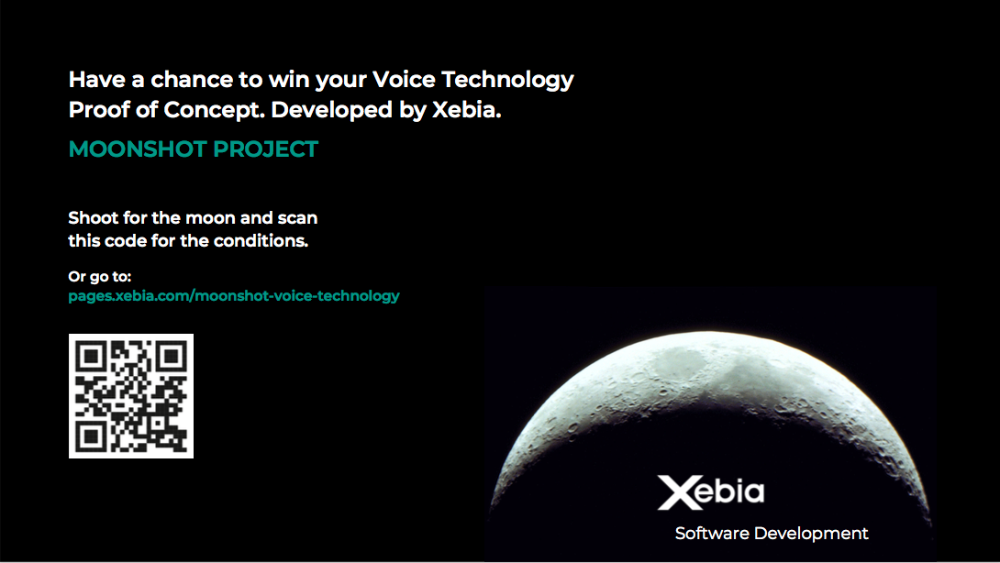 Have a chance to win your Voice Technology
Proof of Concept. Developed by Xebia.
MOONSHOT PROJECT
Shoot for the moon and scan
this code for the conditions.
Or go to:
pages.xebia.com/moonshot-voice-technology
Xebia
Software Development